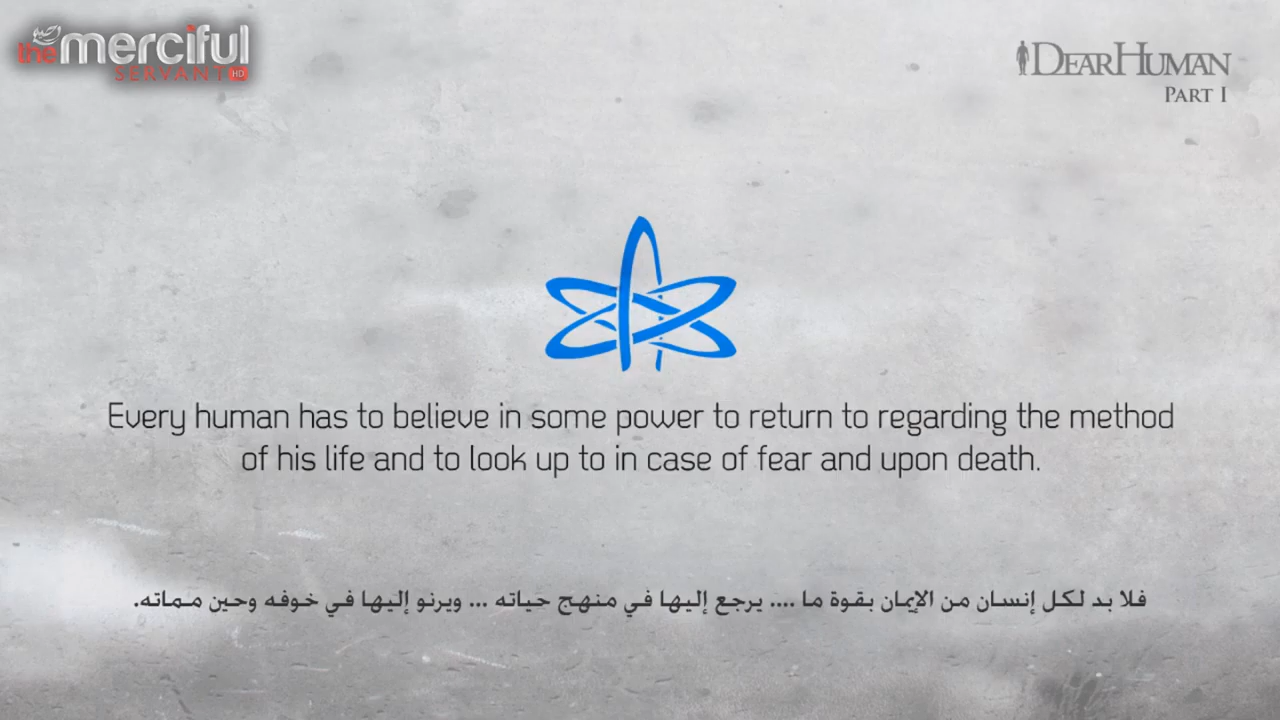 the merciful
SERVANT HD
DEARHUMAN
PART I
Every human has to believe in some power to return to regarding the method
of his life and to look up to in case of fear and upon death.
فلا بد لكل إنسان من الإيمان بقوة ما .... يرجع إليها في منهج حياته ... ويرنو إليها في خوفه وحين مماته.